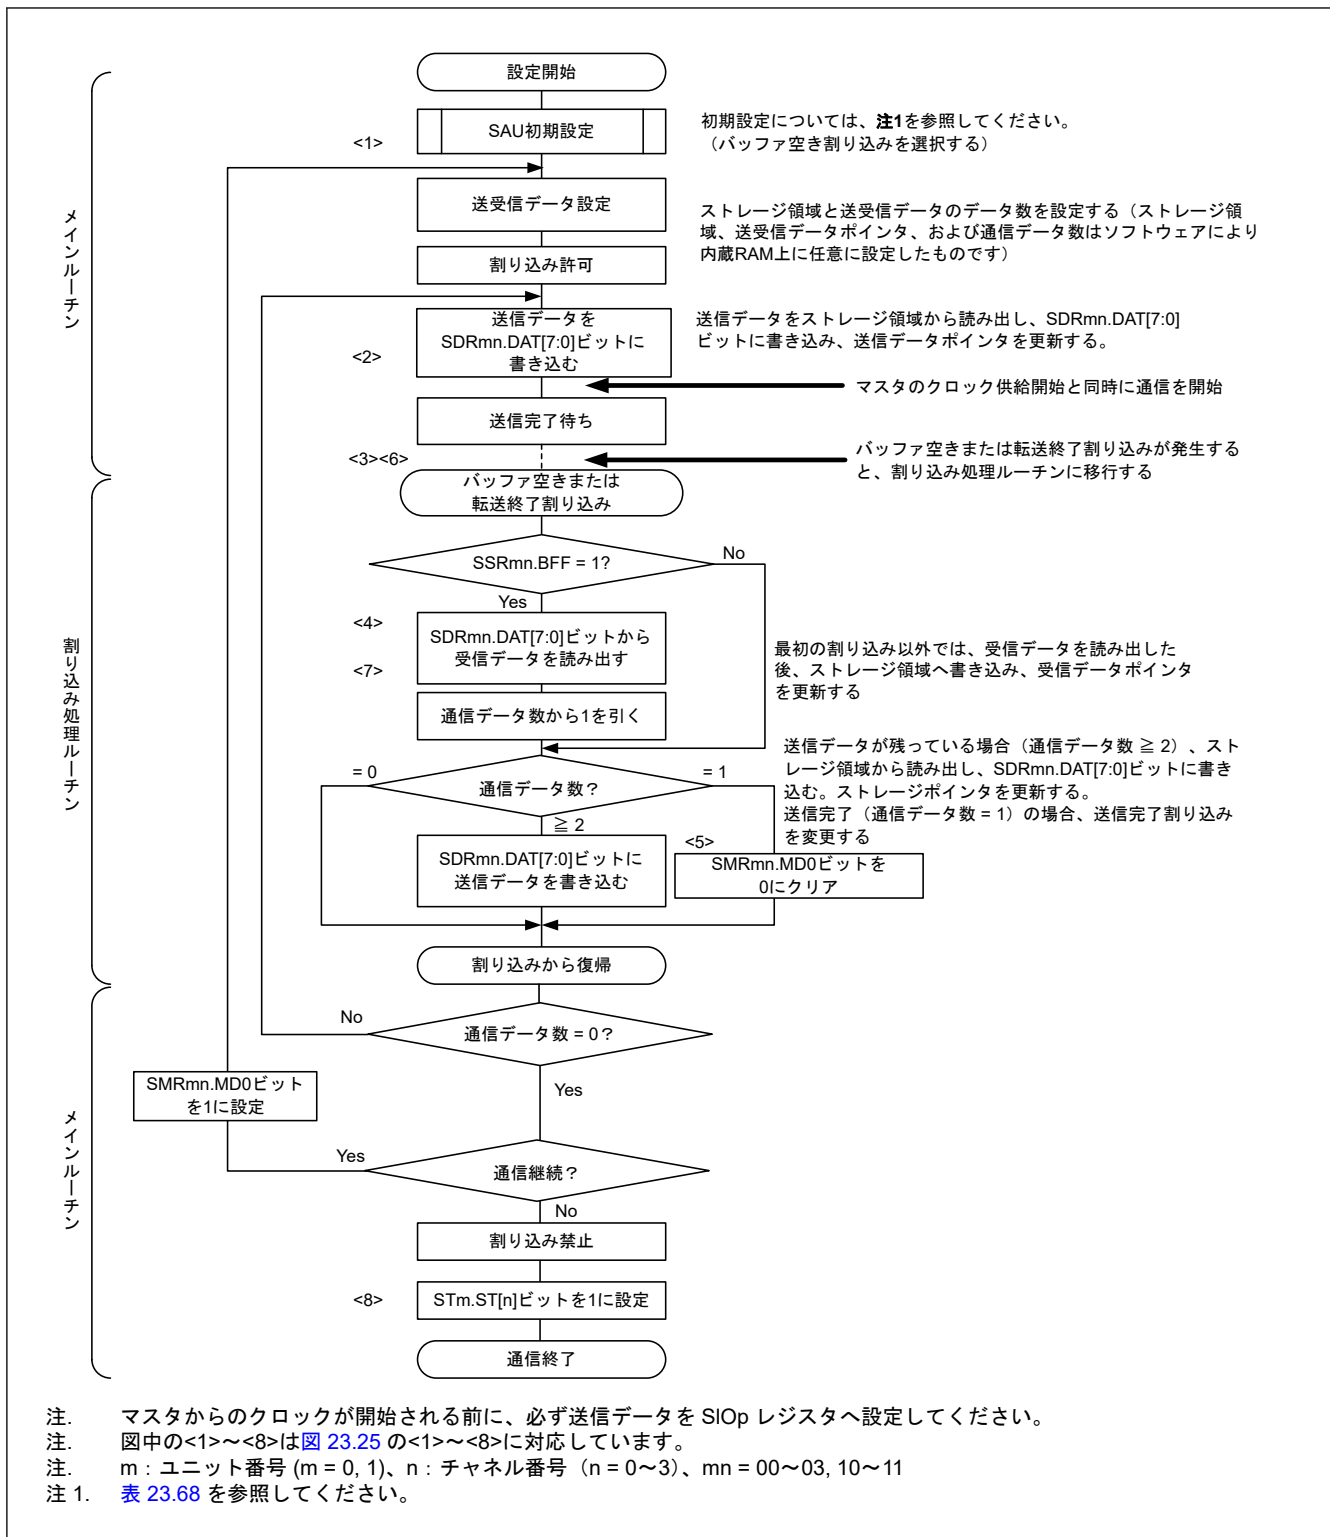 設定開始
SAU初期設定
初期設定については、注1を参照してください。
（バッファ空き割り込みを選択する）
<1>
メインルーチン
送受信データ設定
ストレージ領域と送受信データのデータ数を設定する（ストレージ領
域、送受信データポインタ、および通信データ数はソフトウェアにより
内蔵RAM上に任意に設定したものです）
割り込み許可
送信データを
SDRmn.DAT[7:0]ビットに
書き込む
<2>
送信データをストレージ領域から読み出し、SDRmn.DAT[7:0]
ビットに書き込み、送信データポインタを更新する。
マスタのクロック供給開始と同時に通信を開始
送信完了待ち
<3><6>
バッファ空きまたは転送終了割り込みが発生する
と、割り込み処理ルーチンに移行する
バッファ空きまたは
転送終了割り込み
割り込み処理ルーチン
SSRmn.BFF = 1?
No
Yes
<4>
SDRmn.DAT[7:0]ビットから
受信データを読み出す
<7>
最初の割り込み以外では、受信データを読み出した
後、ストレージ領域へ書き込み、受信データポインタ
を更新する
通信データ数から1を引く
送信データが残っている場合（通信データ数 ≧ 2）、スト
レージ領域から読み出し、SDRmn.DAT[7:0]ビットに書き
込む。ストレージポインタを更新する。
送信完了（通信データ数 = 1）の場合、送信完了割り込み
を変更する
= 0
通信データ数？
= 1
≧ 2
<5>
SDRmn.DAT[7:0]ビットに
送信データを書き込む
SMRmn.MD0ビットを
0にクリア
割り込みから復帰
メインルーチン
No
通信データ数 = 0？
Yes
SMRmn.MD0ビット
を1に設定
Yes
通信継続？
No
割り込み禁止
<8>
STm.ST[n]ビットを1に設定
通信終了
注. マスタからのクロックが開始される前に、必ず送信データを SIOp レジスタへ設定してください。
注. 図中の<1>～<8>は図 23.25 の<1>～<8>に対応しています。
注. m：ユニット番号 (m = 0, 1)、n：チャネル番号（n = 0～3）、mn = 00～03, 10～11
注 1. 表 23.68 を参照してください。